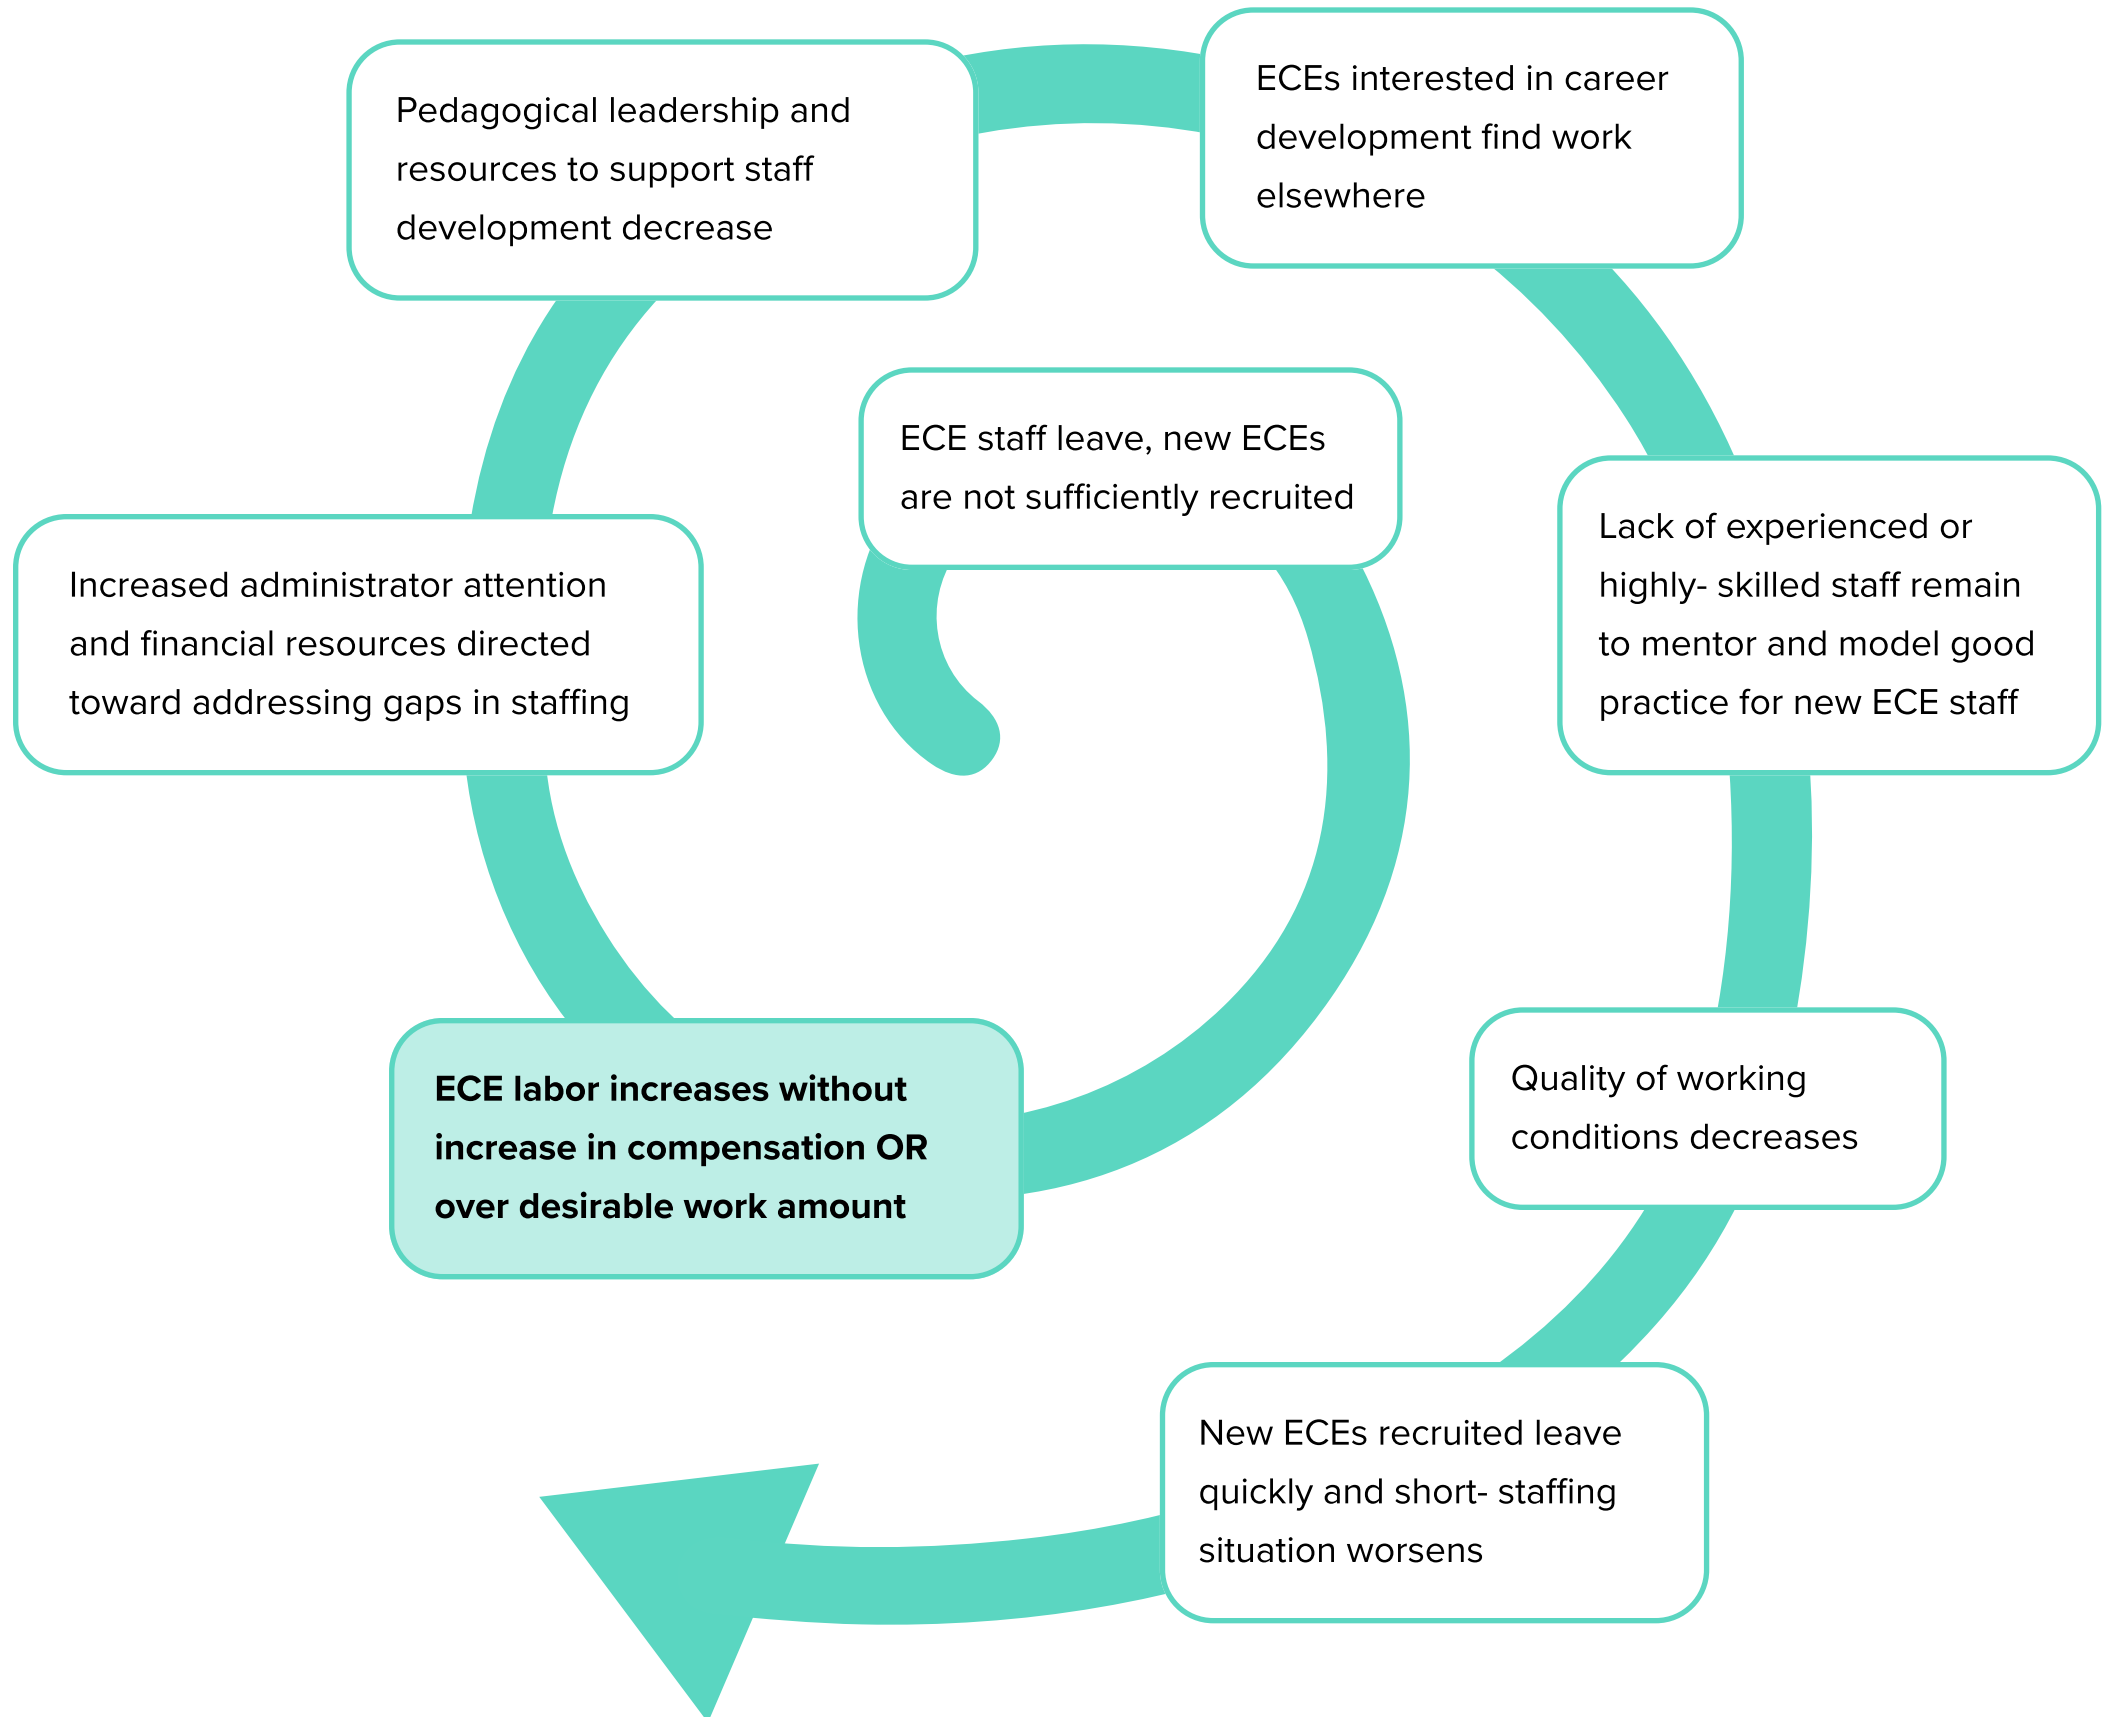 Pedagogical leadership and
resources to support staff
development decrease
ECEs interested in career
development find work
elsewhere
ECE staff leave, new ECEs
are not sufficiently recruited
Increased administrator attention
and financial resources directed
toward addressing gaps in staffing
Lack of experienced or
highly- skilled staff remain
to mentor and model good
practice for new ECE staff
ECE labor increases without
increase in compensation OR
over desirable work amount
Quality of working
conditions decreases
New ECEs recruited leave
quickly and short- staffing
situation worsens